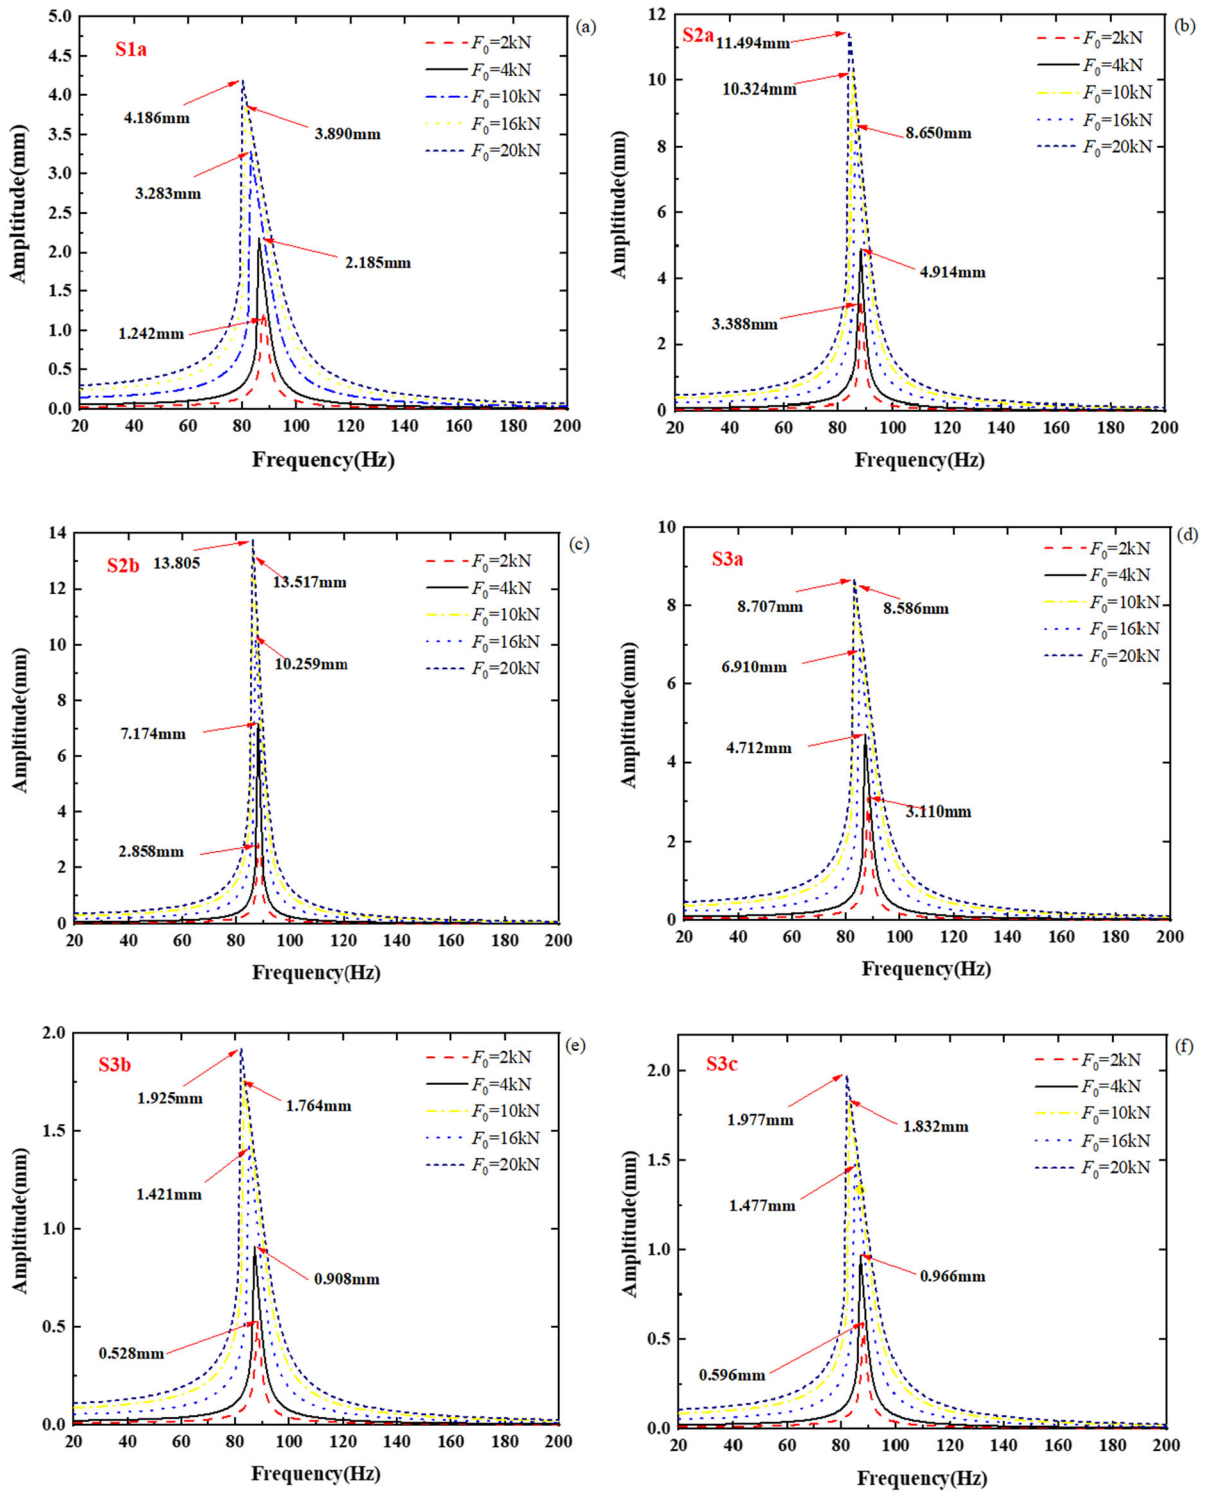 (a)
S1a
F0=2kN
F0=4kN
F0=10kN
F0=16kN
F0=20kN
4.186mm
3.890mm
3.283mm
2.185mm
1.242mm
5.0
4.5
4.0
3.5
3.0
2.5
2.0
1.5
1.0
0.5
0.0
20 40 60 80 100 120 140 160 180 200
Ampltitude(mm)
Frequency(Hz)
(b)
S2a
F0=2kN
F0=4kN
F0=10kN
F0=16kN
F0=20kN
11.494mm
10.324mm
8.650mm
4.914mm
3.388mm
12
10
8
6
4
2
0
20 40 60 80 100 120 140 160 180 200
Ampltitude(mm)
Frequency(Hz)
(c)
S2b
F0=2kN
F0=4kN
F0=10kN
F0=16kN
F0=20kN
13.805
13.517mm
10.259mm
7.174mm
2.858mm
14
12
10
8
6
4
2
0
20 40 60 80 100 120 140 160 180 200
Ampltitude(mm)
Frequency(Hz)
(d)
S3a
F0=2kN
F0=4kN
F0=10kN
F0=16kN
F0=20kN
8.707mm
8.586mm
6.910mm
4.712mm
3.110mm
10
8
6
4
2
0
20 40 60 80 100 120 140 160 180 200
Ampltitude(mm)
Frequency(Hz)
(e)
S3b
F0=2kN
F0=4kN
F0=10kN
F0=16kN
F0=20kN
1.925mm
1.764mm
1.421mm
0.908mm
0.528mm
2.0
1.5
1.0
0.5
0.0
20 40 60 80 100 120 140 160 180 200
Ampltitude(mm)
Frequency(Hz)
(f)
S3c
F0=2kN
F0=4kN
F0=10kN
F0=16kN
F0=20kN
1.977mm
1.832mm
1.477mm
0.966mm
0.596mm
2.0
1.5
1.0
0.5
0.0
20 40 60 80 100 120 140 160 180 200
Ampltitude(mm)
Frequency(Hz)